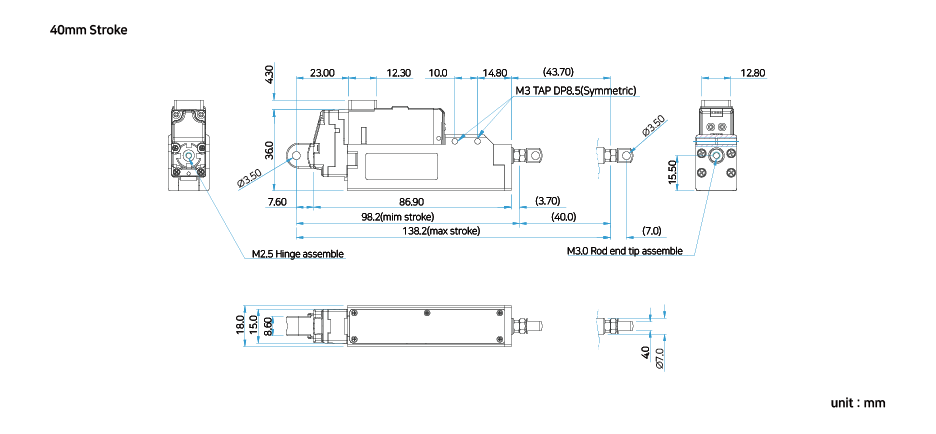 40mm Stroke
4.30
23.00
12.30
10.0
14.80
(43.70)
12.80
M3 TAP DP8.5(Symmetric)
Ø3.50
36.0
Ø3.50
15.50
7.60
86.90
(3.70)
98.2(mim stroke)
(40.0)
138.2(max stroke)
(7.0)
M2.5 Hinge assemble
M3.0 Rod end tip assemble
18.0
15.0
8.60
4.0
Ø7.0
unit : mm